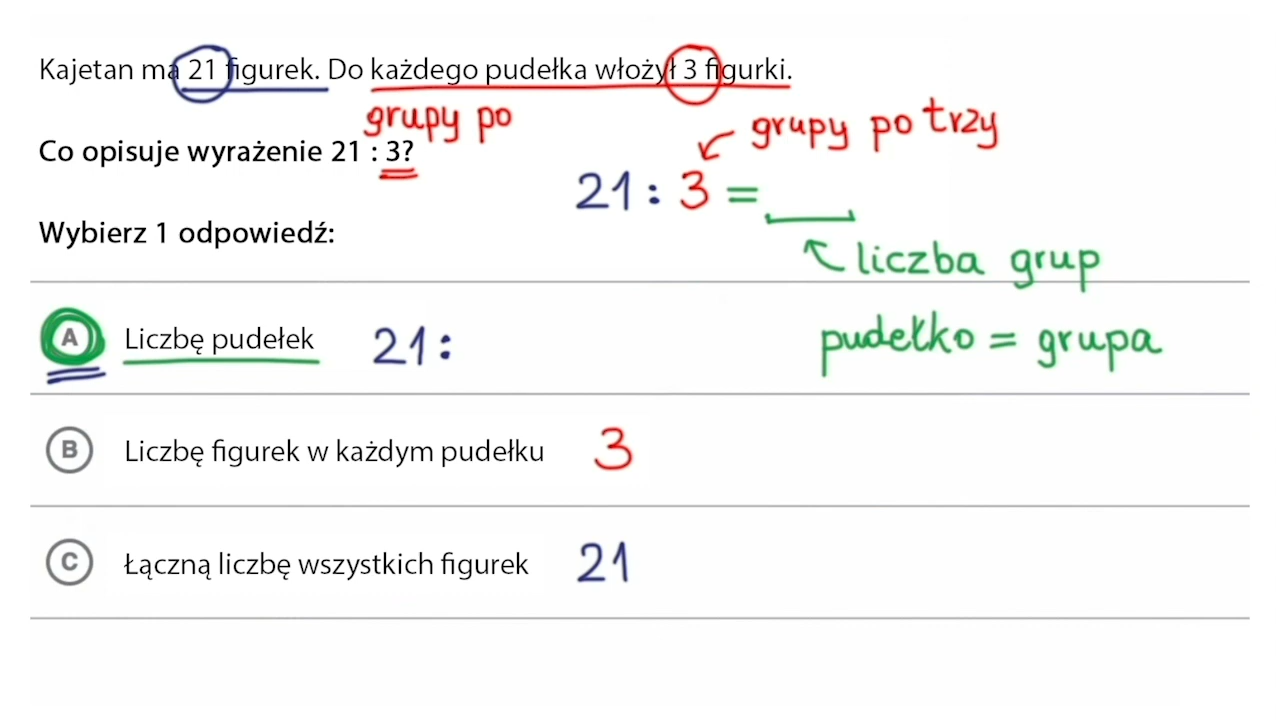 Kajetan ma 21 figurek. Do każdego pudełka włożył 3 figurki.
grupy po
grupy po trzy
Co opisuje wyrażenie 21 : 3?
21 : 3 =
Wybierz 1 odpowiedź:
liczba grup
A Liczbę pudełek 21 :
pudełko = grupa
B Liczbę figurek w każdym pudełku 3
C Łączną liczbę wszystkich figurek 21